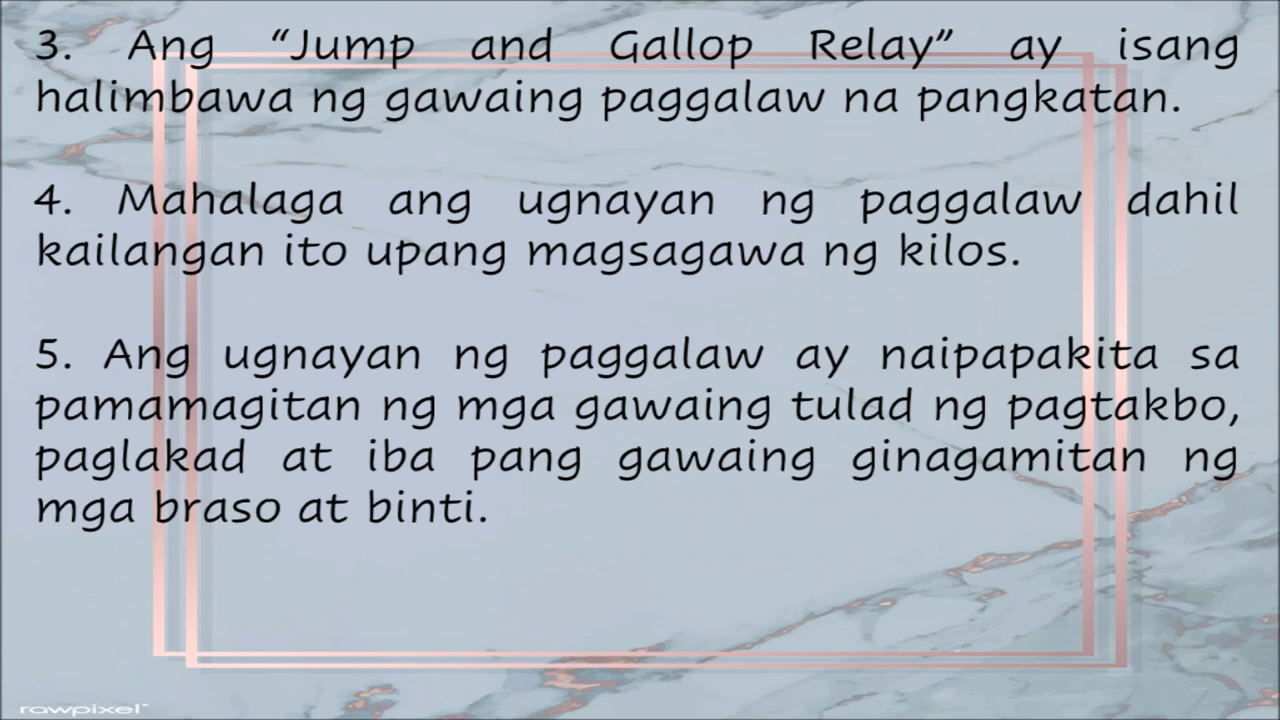 3. Ang “Jump and Gallop Relay” ay isang
halimbawa ng gawaing paggalaw na pangkatan.
4. Mahalaga ang ugnayan ng paggalaw dahil
kailangan ito upang magsagawa ng kilos.
5. Ang ugnayan ng paggalaw ay naipapakita sa
pamamagitan ng mga gawaing tulad ng pagtakbo,
paglakad at iba pang gawaing ginagamitan ng
mga braso at binti.
rawpixel